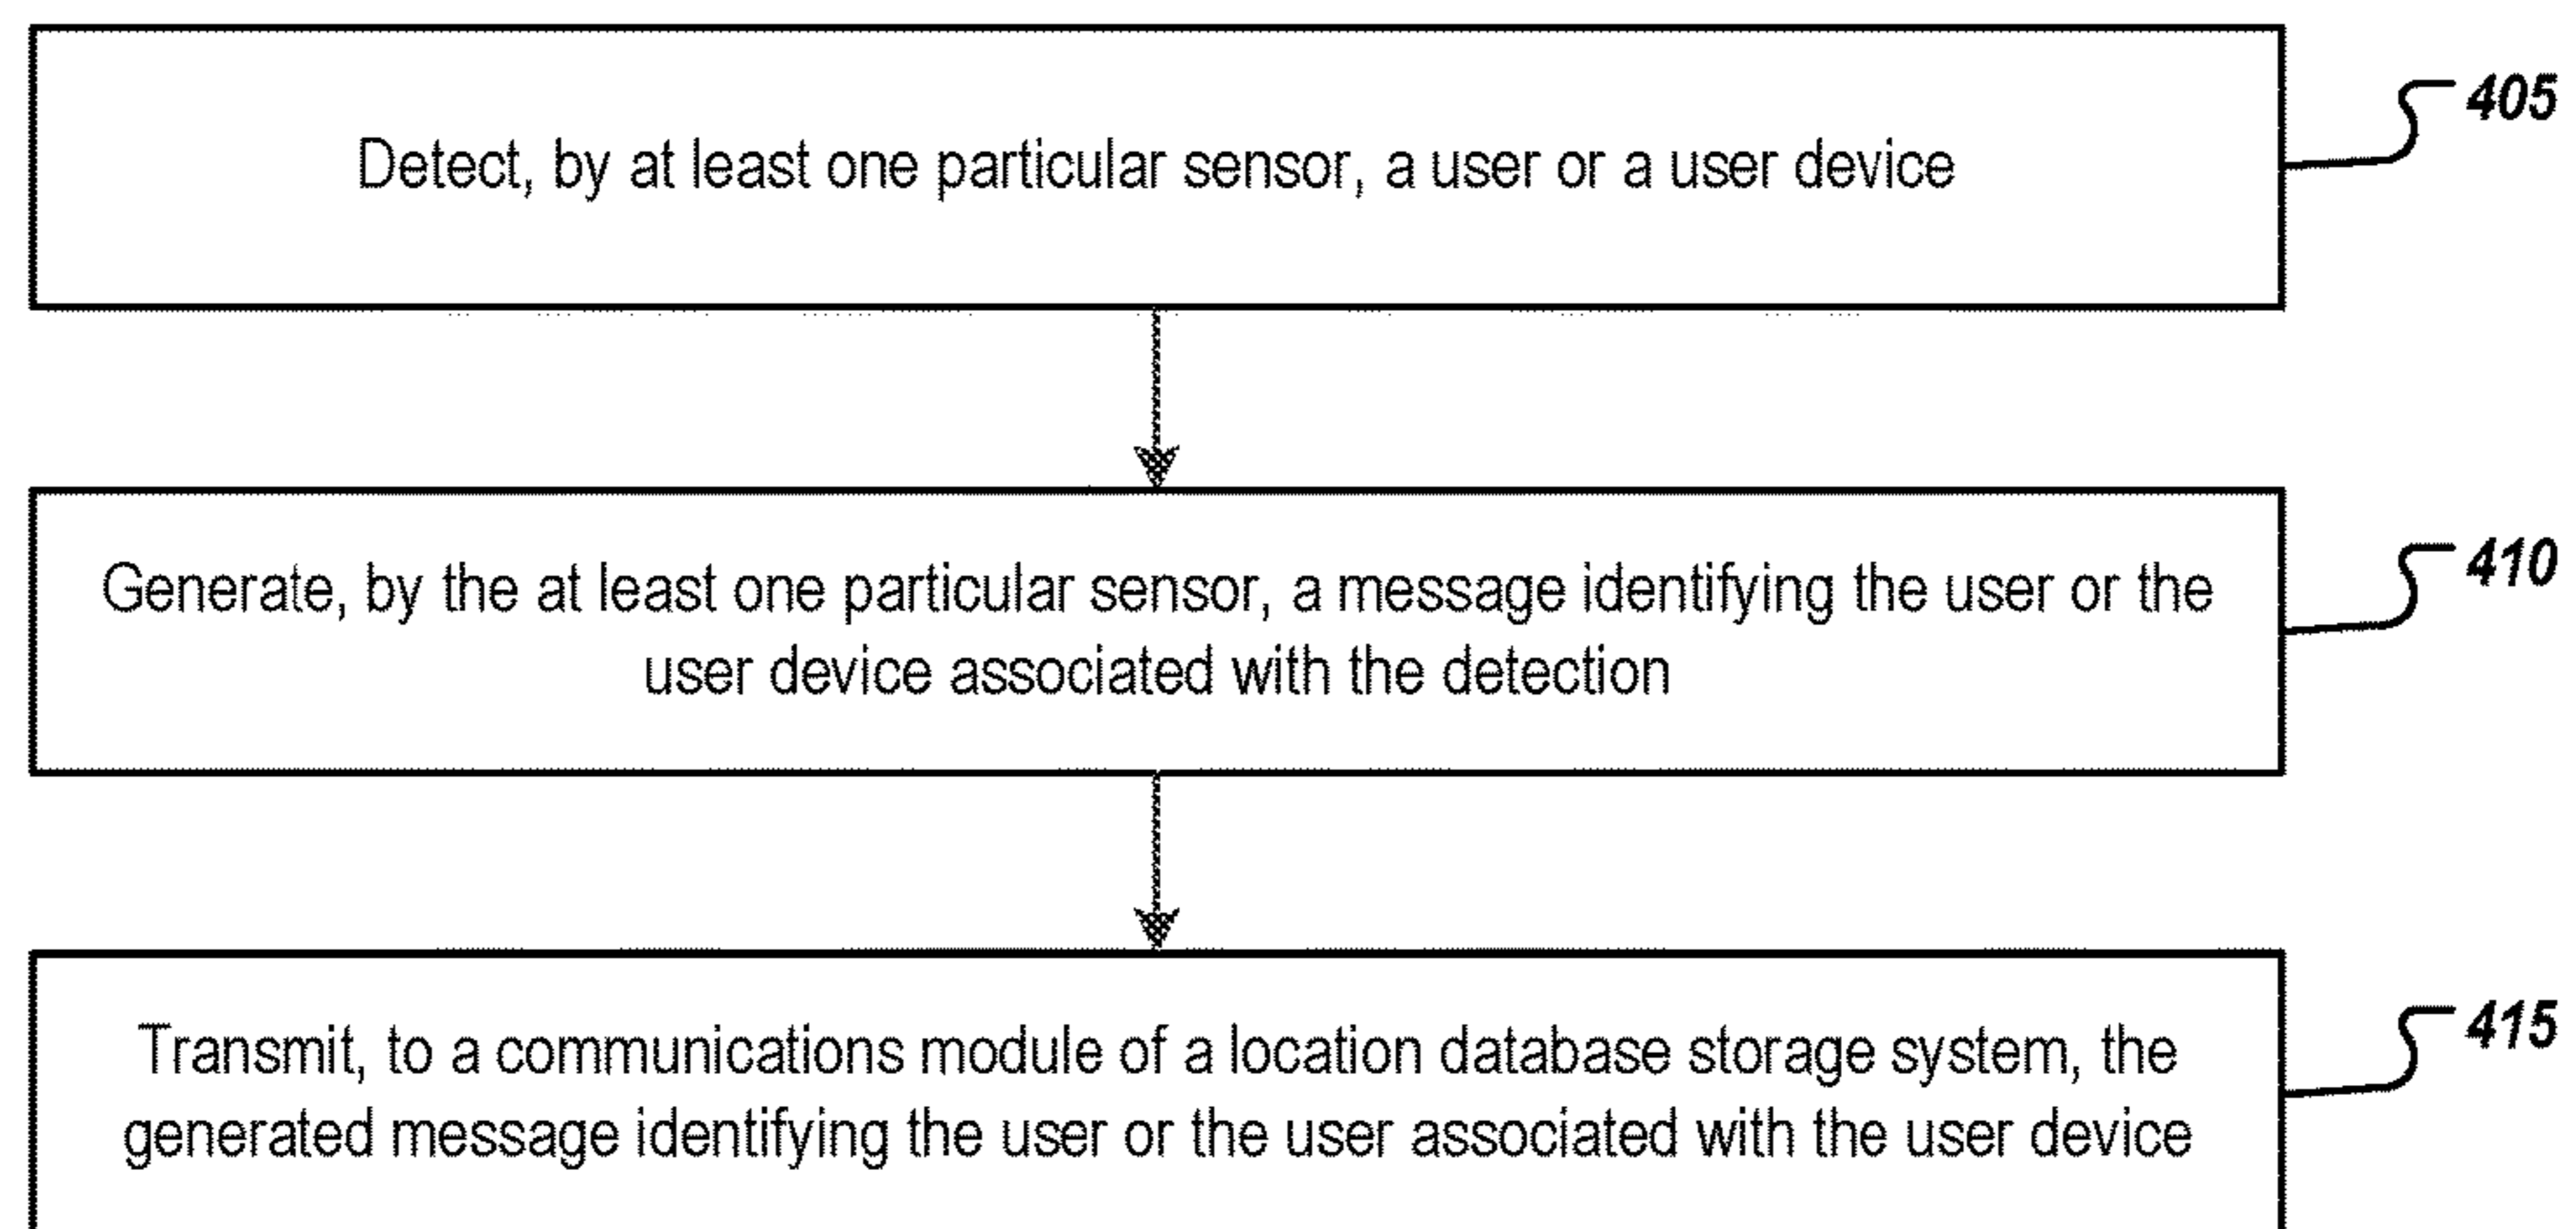 Detect, by at least one particular sensor, a user or a user device
405
Generate, by the at least one particular sensor, a message identifying the user or the
user device associated with the detection
410
Transmit, to a communications module of a location database storage system, the
generated message identifying the user or the user associated with the user device
415